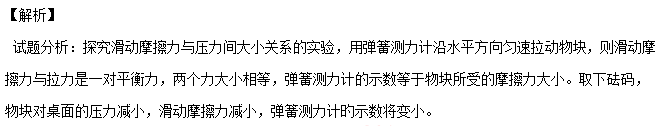 【解析】
试题分析：探究滑动摩擦力与压力间大小关系的实验，用弹簧测力计沿水平方向匀速拉动物块，则滑动摩
擦力与拉力是一对平衡力，两个力大小相等，弹簧测力计的示数等于物块所受的摩擦力大小。取下砝码，
物块对桌面的压力减小，滑动摩擦力减小，弹簧测力计旳示数将变小。